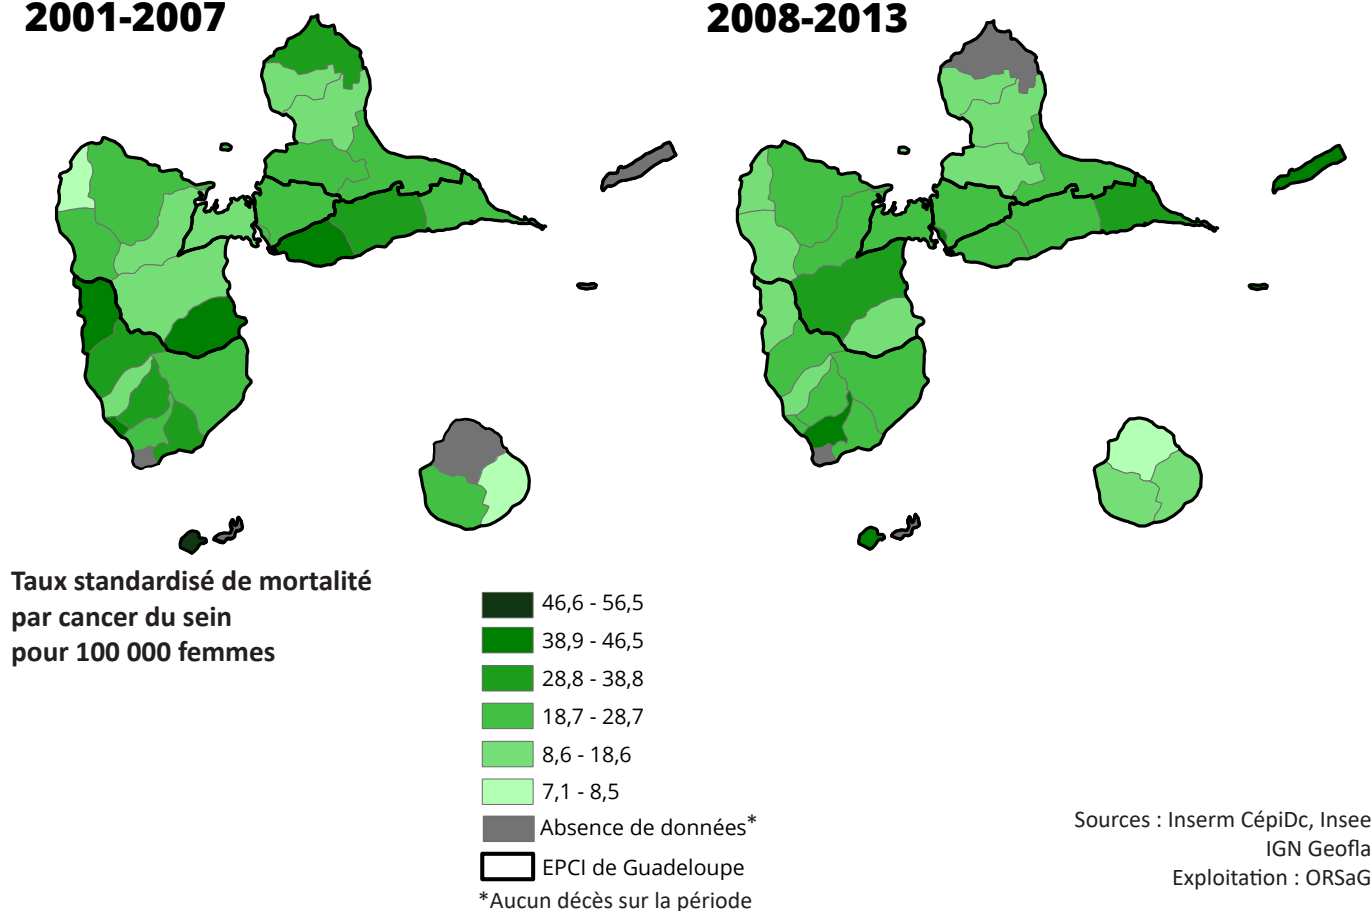 2001-2007
2008-2013
Taux standardisé de mortalité
par cancer du sein
pour 100 000 femmes
46,6 - 56,5
38,9 - 46,5
28,8 - 38,8
18,7 - 28,7
8,6 - 18,6
7,1 - 8,5
Absence de données*
EPCI de Guadeloupe
*Aucun décès sur la période
Sources : Inserm CépiDc, Insee
IGN Geofla
Exploitation : ORSaG